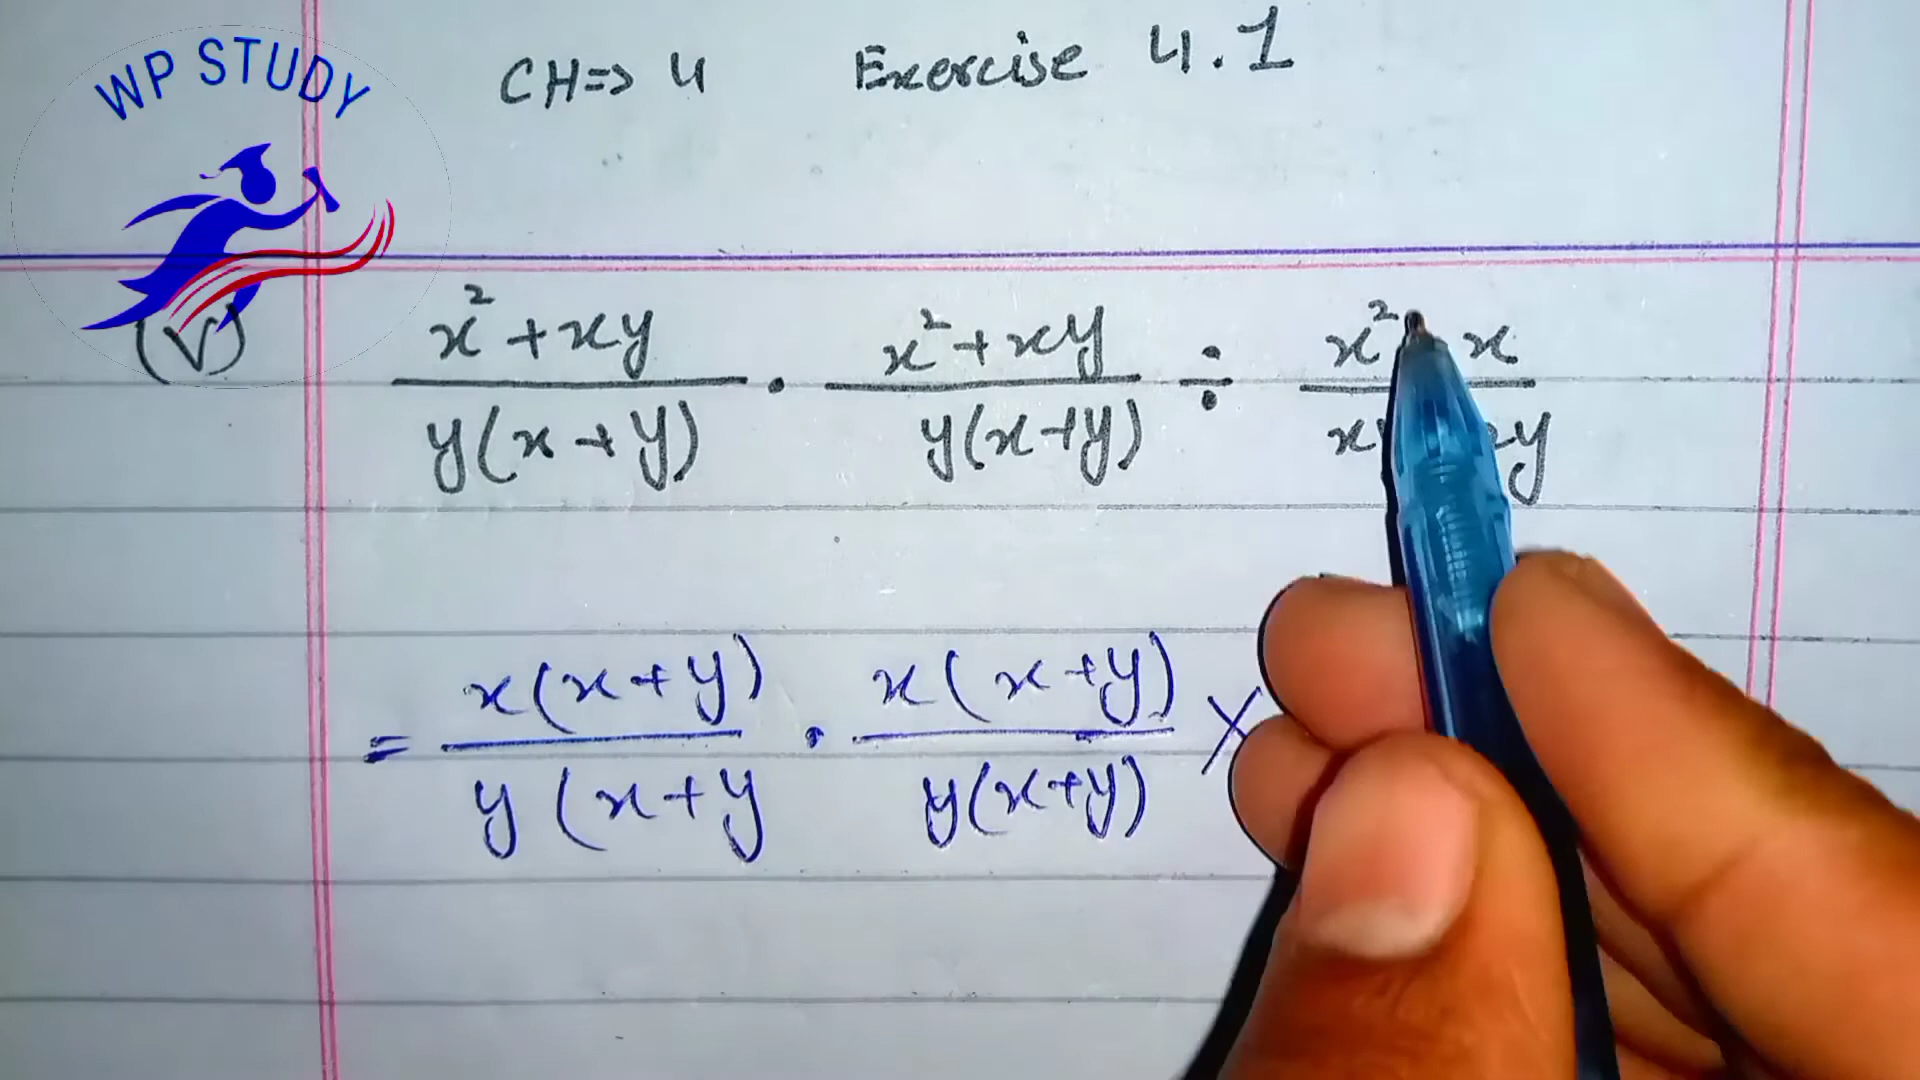 WP STUDY
CH=> 4 Exercise 4.1
(V) x²+xy / y(x+y) · x²+xy / y(x+y) ÷ x² x / x y
= x(x+y) / y(x+y · x(x+y) / y(x+y) ×